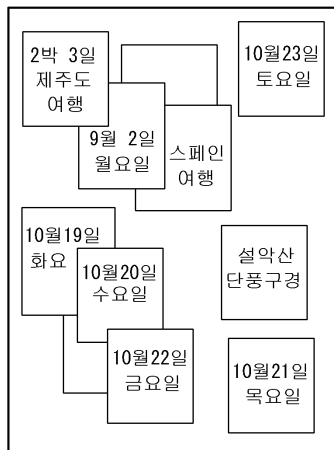 2박 3일
제주도
여행
10월23일
토요일
9월 2일
월요일
스페인
여행
10월19일
화요
10월20일
수요일
설악산
단풍구경
10월22일
금요일
10월21일
목요일